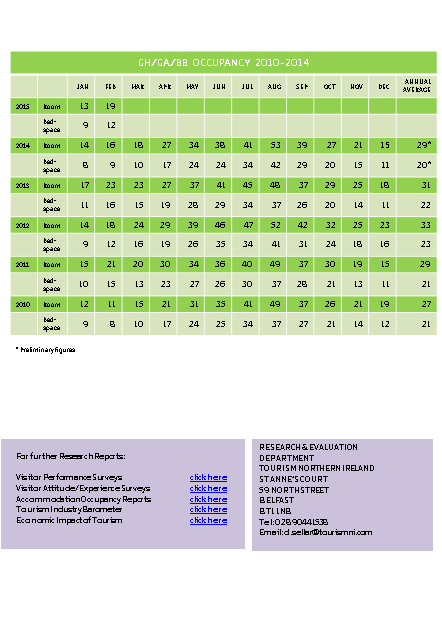 GH/GA/BB OCCUPANCY 2010-2014
JAN FEB MAR APR MAY JUN JUL AUG SEP OCT NOV DEC ANNUAL AVERAGE
2015 Room 13 19
Bed-space 9 12
2014 Room 14 16 18 27 34 38 41 53 39 27 21 15 29*
Bed-space 8 9 10 17 24 24 34 42 29 20 15 11 20*
2013 Room 17 23 23 27 37 41 45 48 37 29 25 18 31
Bed-space 11 16 15 19 28 29 34 37 26 20 14 11 22
2012 Room 14 18 24 29 39 46 47 52 42 32 25 23 33
Bed-space 9 12 16 19 26 35 34 41 31 24 18 16 23
2011 Room 15 21 20 30 34 36 40 49 37 30 19 15 29
Bed-space 10 15 13 23 27 26 30 37 28 21 13 11 21
2010 Room 12 11 15 21 31 35 41 49 37 26 21 19 27
Bed-space 9 8 10 17 24 25 34 37 27 21 14 12 21
* Preliminary figures
For further Research Reports:
Visitor Performance Surveys click here
Visitor Attitude/Experience Surveys click here
Accommodation Occupancy Reports click here
Tourism Industry Barometer click here
Economic Impact of Tourism click here
RESEARCH & EVALUATION
DEPARTMENT
TOURISM NORTHERN IRELAND
ST ANNE'S COURT
59 NORTH STREET
BELFAST
BT1 1NB
Tel: 028 9044 1538
Email: d.sellar@tourismni.com